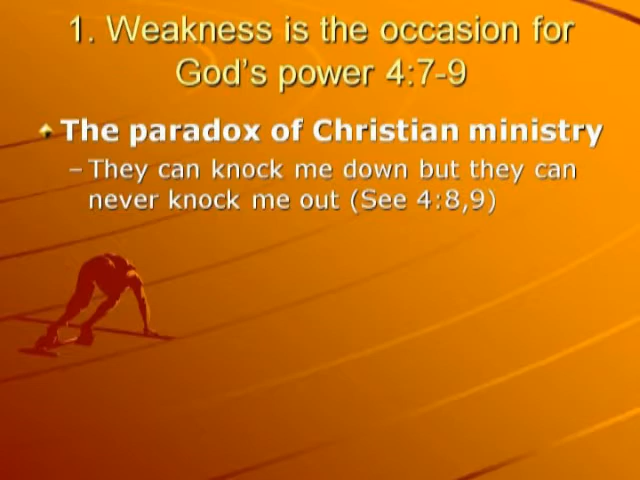 1. Weakness is the occasion for
God's power 4:7-9
The paradox of Christian ministry
– They can knock me down but they can
never knock me out (See 4:8,9)